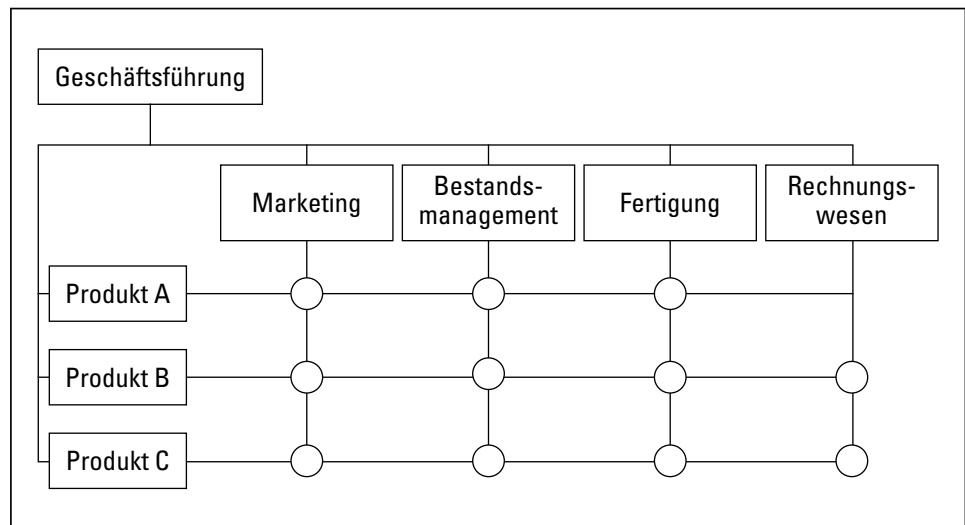 Geschäftsführung
Marketing
Bestands-
management
Fertigung
Rechnungs-
wesen
Produkt A
Produkt B
Produkt C